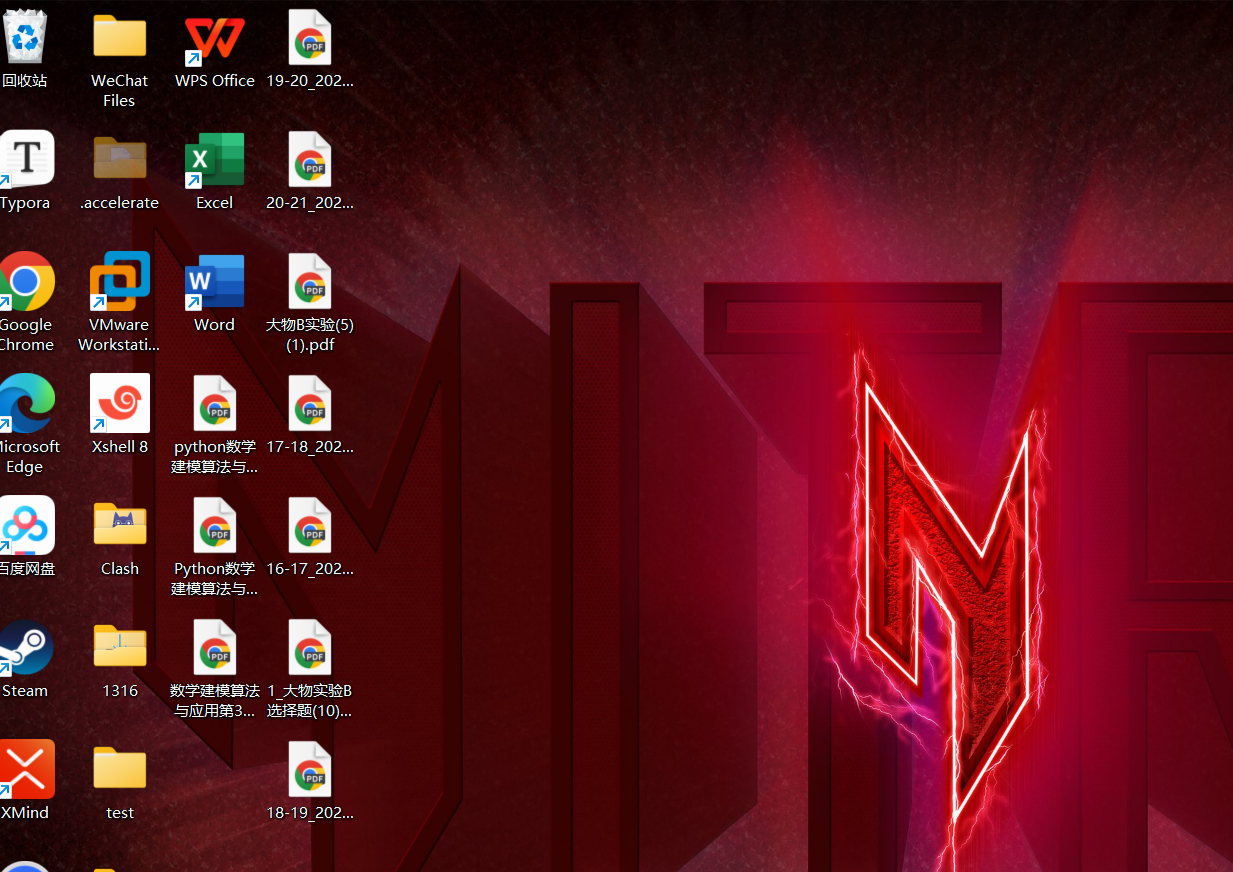 回收站
WeChat
Files
WPS Office
19-20_202...
Typora
.accelerate
Excel
20-21_202...
Google
Chrome
VMware
Workstati...
Word
大物B实验(5)
(1).pdf
Microsoft
Edge
Xshell 8
python数学
建模算法与...
17-18_202...
百度网盘
Clash
Python数学
建模算法与...
16-17_202...
Steam
1316
数学建模算法
与应用第3...
1_大物实验B
选择题(10)...
XMind
test
18-19_202...